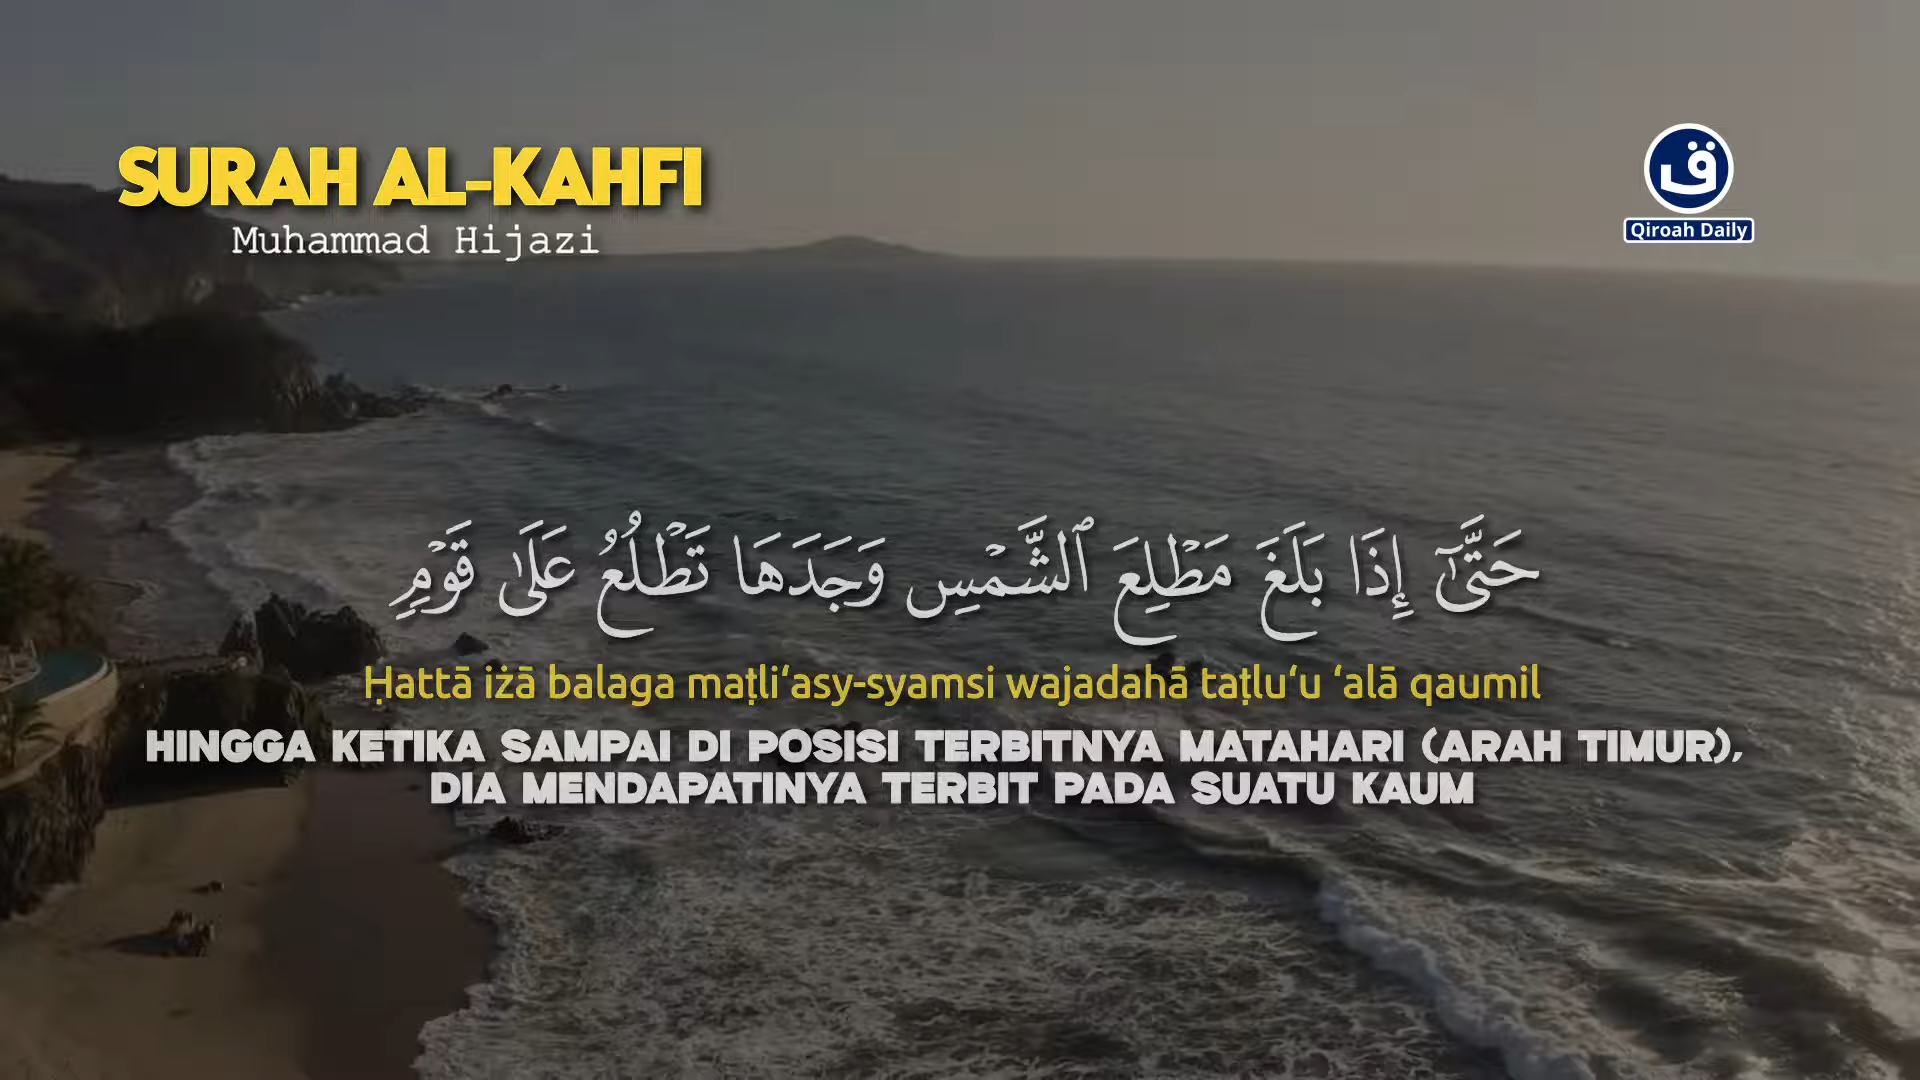 SURAH AL-KAHFI
Muhammad Hijazi
ق
Qiroah Daily
حَتَّىٰٓ إِذَا بَلَغَ مَطْلِعَ ٱلشَّمْسِ وَجَدَهَا تَطْلُعُ عَلَىٰ قَوْمٍ
Ḥattā iżā balaga maṭli‘asy-syamsi wajadahā taṭlu‘u ‘alā qaumil
HINGGA KETIKA SAMPAI DI POSISI TERBITNYA MATAHARI (ARAH TIMUR),
DIA MENDAPATINYA TERBIT PADA SUATU KAUM